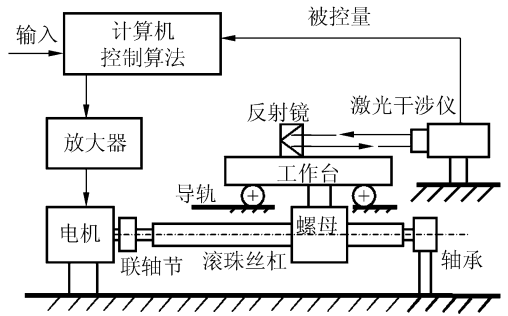 输入
计算机
控制算法
被控量
放大器
反射镜
激光干涉仪
工作台
导轨
电机
螺母
联轴节
滚珠丝杠
轴承